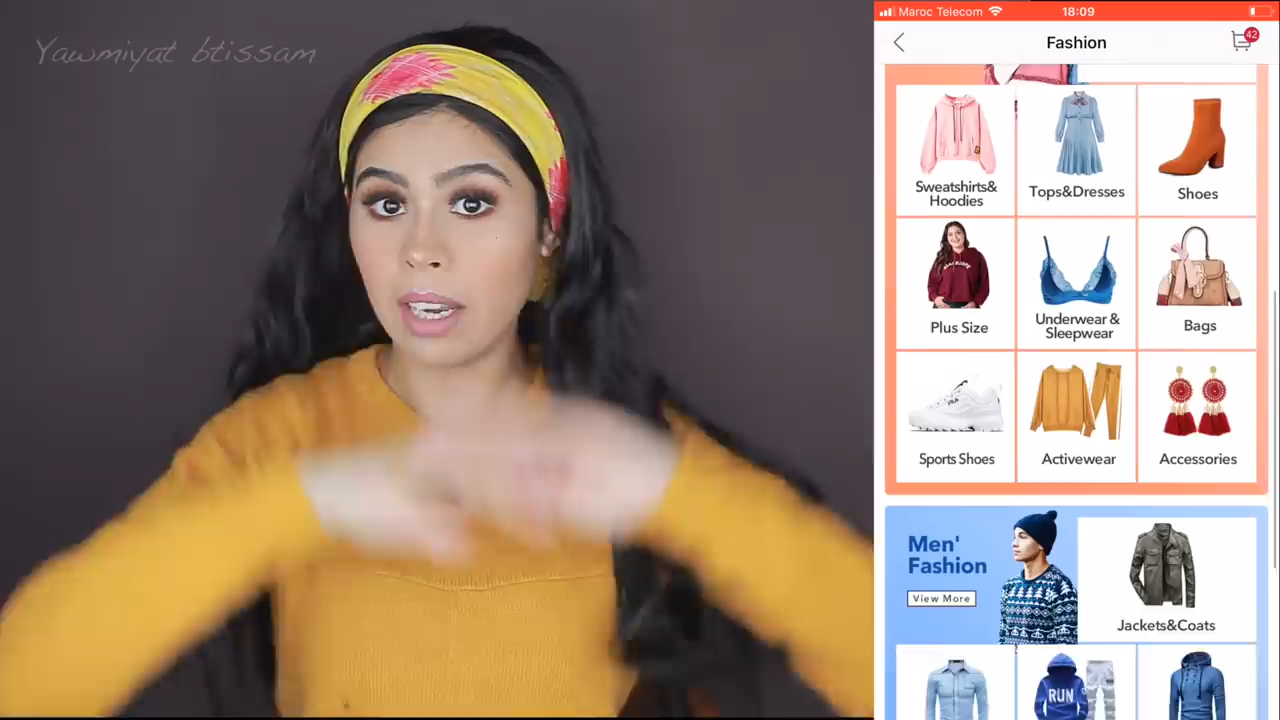 Yawmiyat btissam
Maroc Telecom
18:09
Fashion
42
Sweatshirts&
Hoodies
Tops&Dresses
Shoes
Plus Size
Underwear &
Sleepwear
Bags
Sports Shoes
Activewear
Accessories
Men'
Fashion
View More
Jackets&Coats
RUN